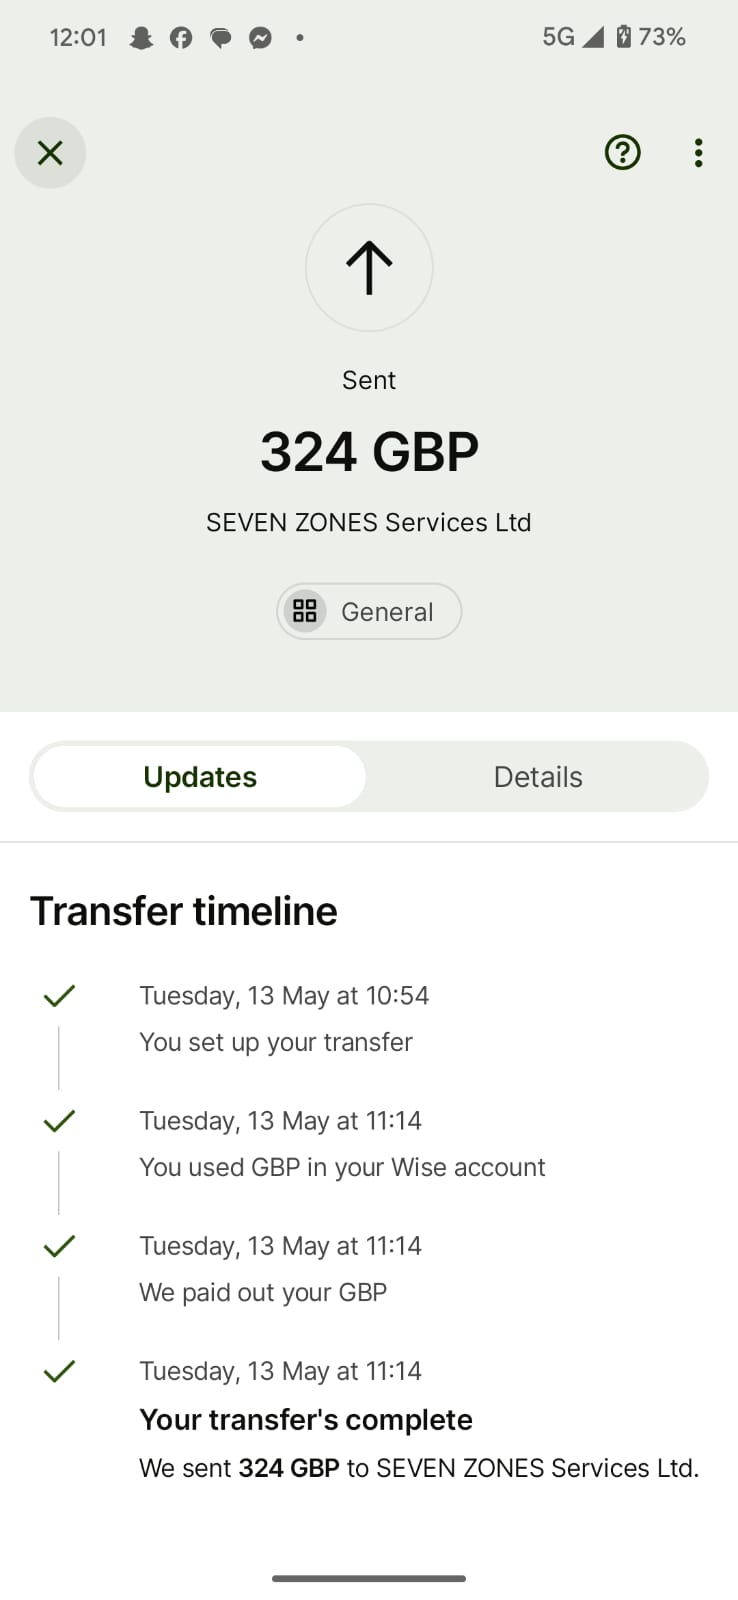 12:01
5G 73%
Sent
324 GBP
SEVEN ZONES Services Ltd
General
Updates
Details
Transfer timeline
Tuesday, 13 May at 10:54
You set up your transfer
Tuesday, 13 May at 11:14
You used GBP in your Wise account
Tuesday, 13 May at 11:14
We paid out your GBP
Tuesday, 13 May at 11:14
Your transfer's complete
We sent 324 GBP to SEVEN ZONES Services Ltd.